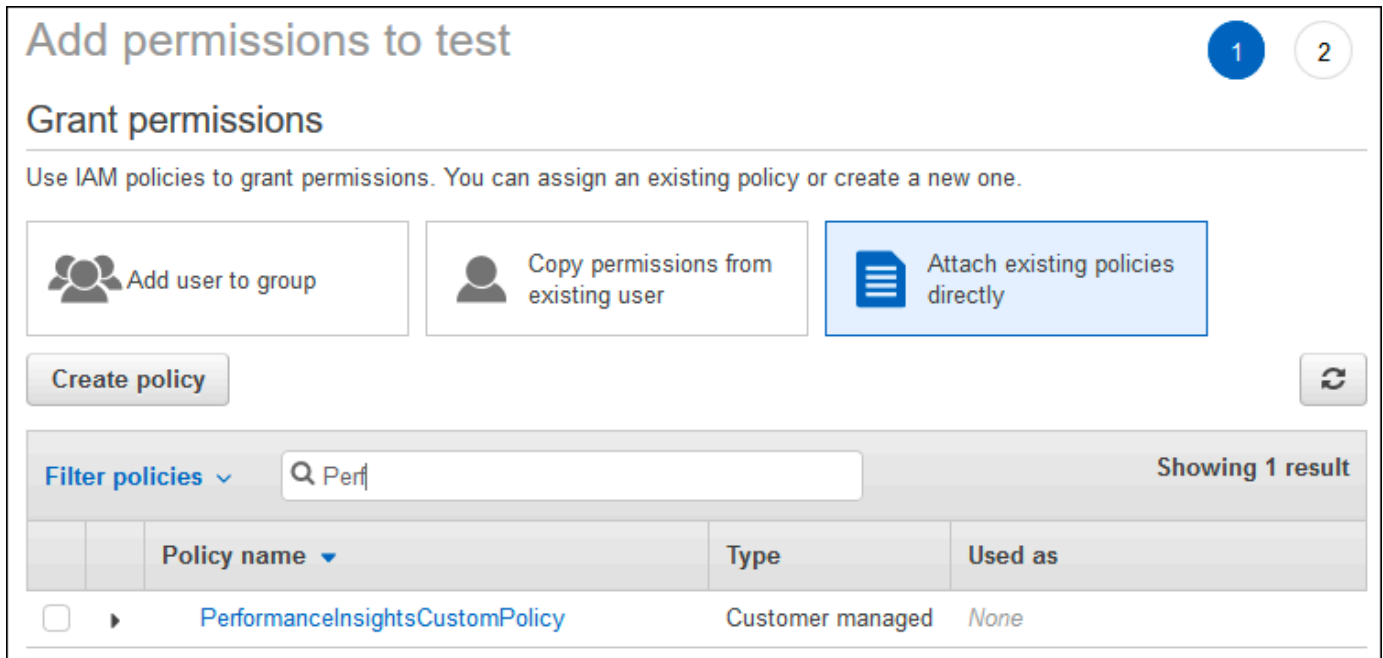 Add permissions to test
1 2
Grant permissions
Use IAM policies to grant permissions. You can assign an existing policy or create a new one.
Add user to group
Copy permissions from
existing user
Attach existing policies
directly
Create policy
Filter policies Perf Showing 1 result
Policy name Type Used as
PerformanceInsightsCustomPolicy Customer managed None